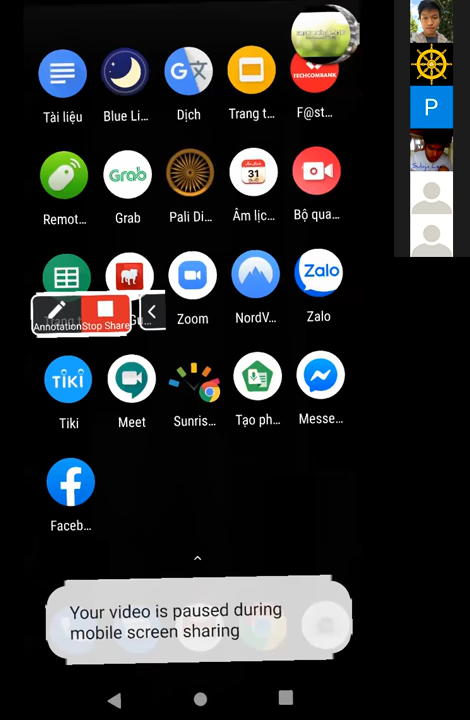 Tài liệu
Blue Li...
Dịch
Trang t...
F@st...
TECHCOMBANK
Remot...
Grab
Grab
Pali Di...
31
Âm lịc...
Bộ qua...
Annotation
Stop Share
Zoom
NordV...
Zalo
Zalo
TIKI
Tiki
Meet
Sunris...
Tạo ph...
Messe...
P
Faceb...
Your video is paused during
mobile screen sharing